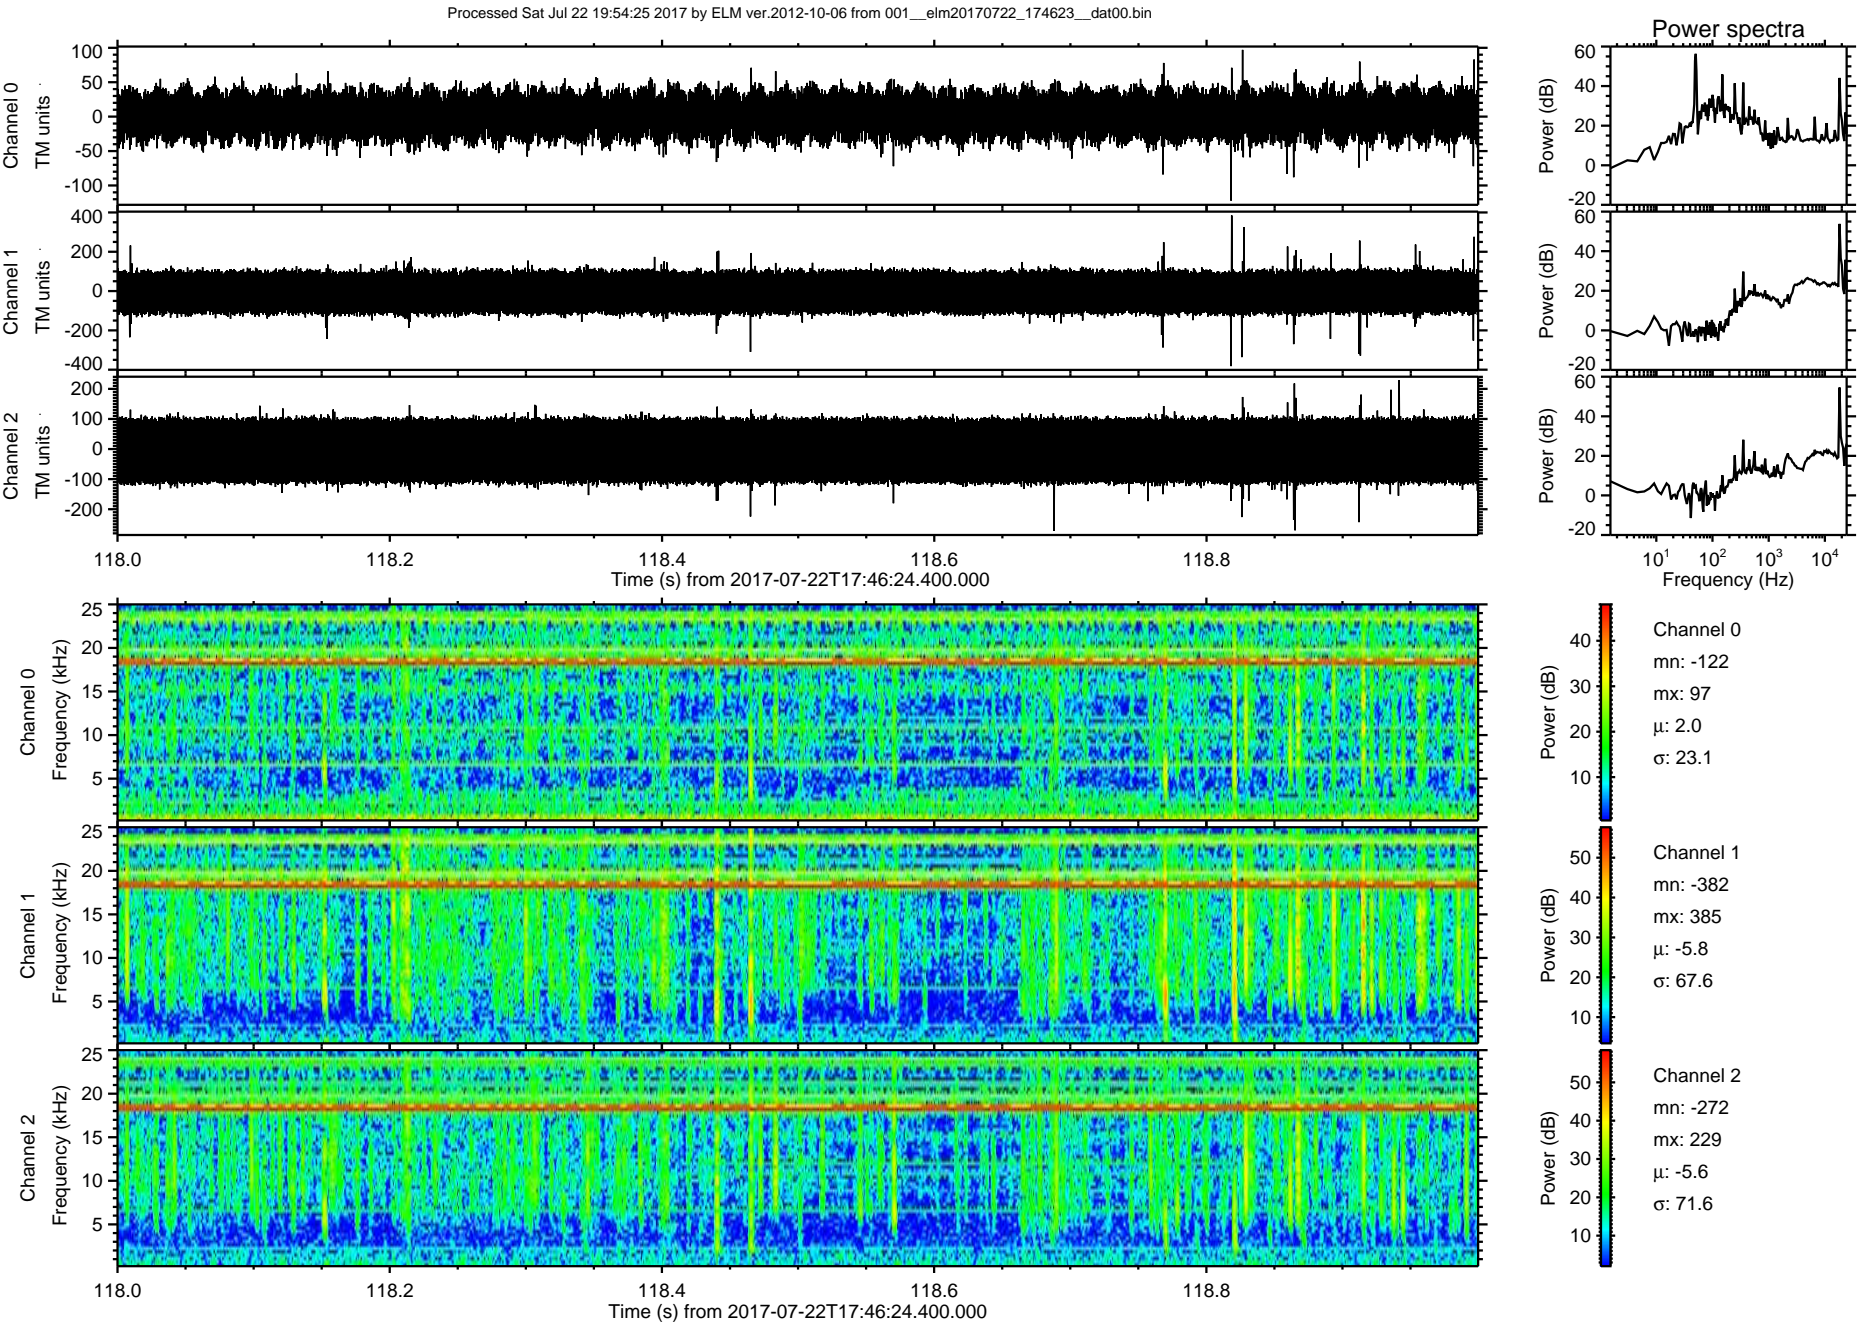 Processed Sat Jul 22 19:54:25 2017 by ELM ver.2012-10-06 from 001__elm20170722_174623__dat00.bin
Power spectra
Channel 0
TM units
100
50
0
-50
-100
Power (dB)
60
40
20
0
-20
Channel 1
TM units
400
200
0
-200
-400
Power (dB)
60
40
20
0
-20
Channel 2
TM units
200
100
0
-100
-200
Power (dB)
60
40
20
0
-20
118.0 118.2 118.4 118.6 118.8
Time (s) from 2017-07-22T17:46:24.400.000
10¹ 10² 10³ 10⁴
Frequency (Hz)
Channel 0
Frequency (kHz)
25
20
15
10
5
Power (dB)
40
30
20
10
Channel 0
mn: -122
mx: 97
μ: 2.0
σ: 23.1
Channel 1
Frequency (kHz)
25
20
15
10
5
Power (dB)
50
40
30
20
10
Channel 1
mn: -382
mx: 385
μ: -5.8
σ: 67.6
Channel 2
Frequency (kHz)
25
20
15
10
5
Power (dB)
50
40
30
20
10
Channel 2
mn: -272
mx: 229
μ: -5.6
σ: 71.6
118.0 118.2 118.4 118.6 118.8
Time (s) from 2017-07-22T17:46:24.400.000